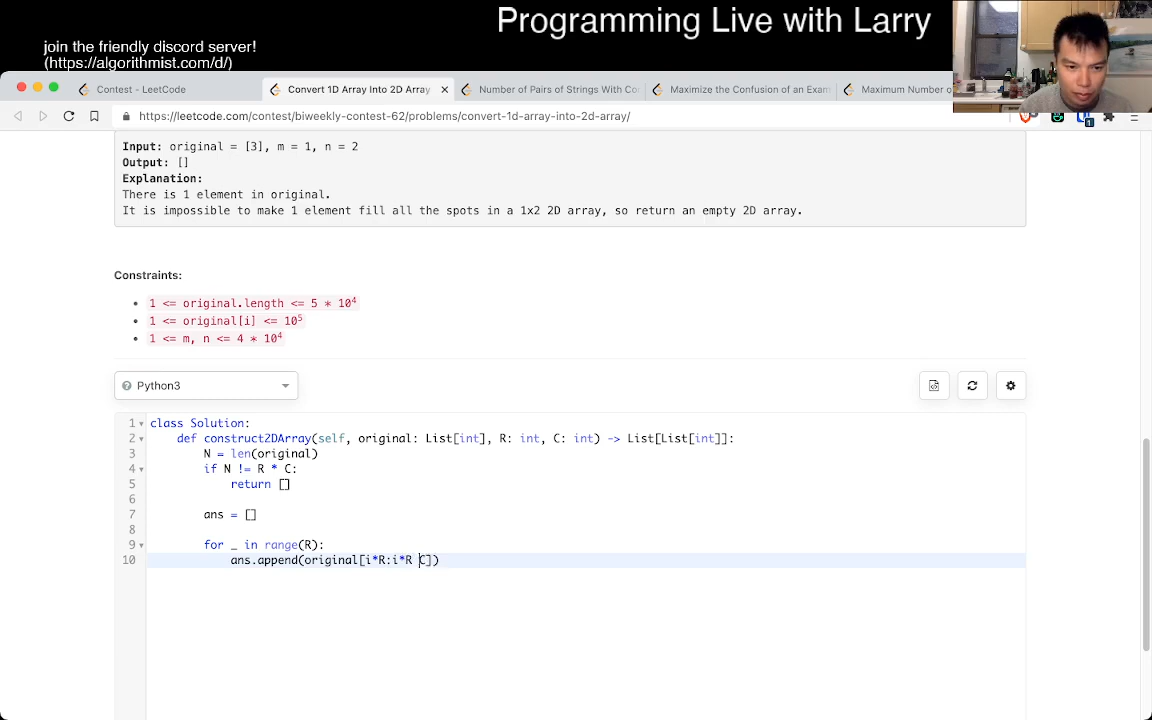 Programming Live with Larry
join the friendly discord server!
(https://algorithmist.com/d/)
Contest - LeetCode
Convert 1D Array Into 2D Array
Number of Pairs of Strings With Co
Maximize the Confusion of an Exam
Maximum Number o
https://leetcode.com/contest/biweekly-contest-62/problems/convert-1d-array-into-2d-array/
1
Input: original = [3], m = 1, n = 2
Output: []
Explanation:
There is 1 element in original.
It is impossible to make 1 element fill all the spots in a 1x2 2D array, so return an empty 2D array.
Constraints:
1 <= original.length <= 5 * 10⁴
1 <= original[i] <= 10⁵
1 <= m, n <= 4 * 10⁴
Python3
1 class Solution:
2 def construct2DArray(self, original: List[int], R: int, C: int) -> List[List[int]]:
3 N = len(original)
4 if N != R * C:
5 return []
6
7 ans = []
8
9 for _ in range(R):
10 ans.append(original[i*R:i*R C])